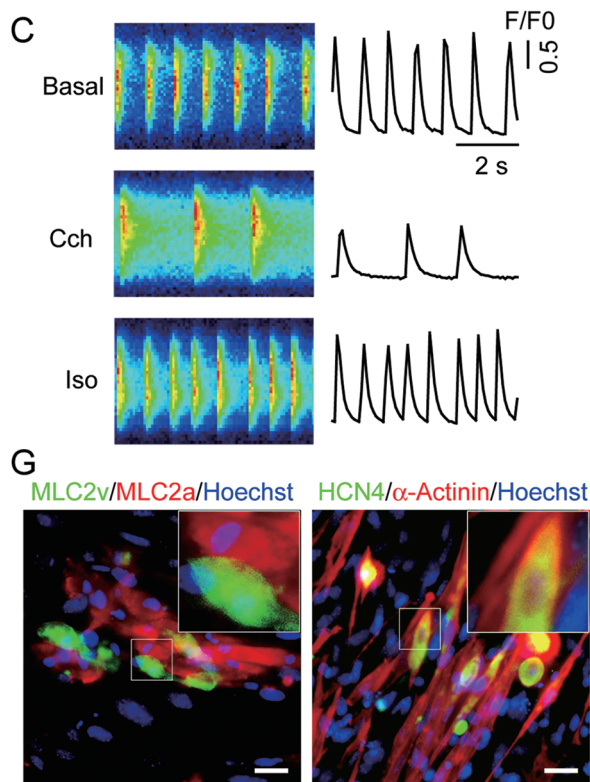 C
F/F0
0.5
Basal
2 s
Cch
Iso
G
MLC2v/MLC2a/Hoechst
HCN4/α-Actinin/Hoechst